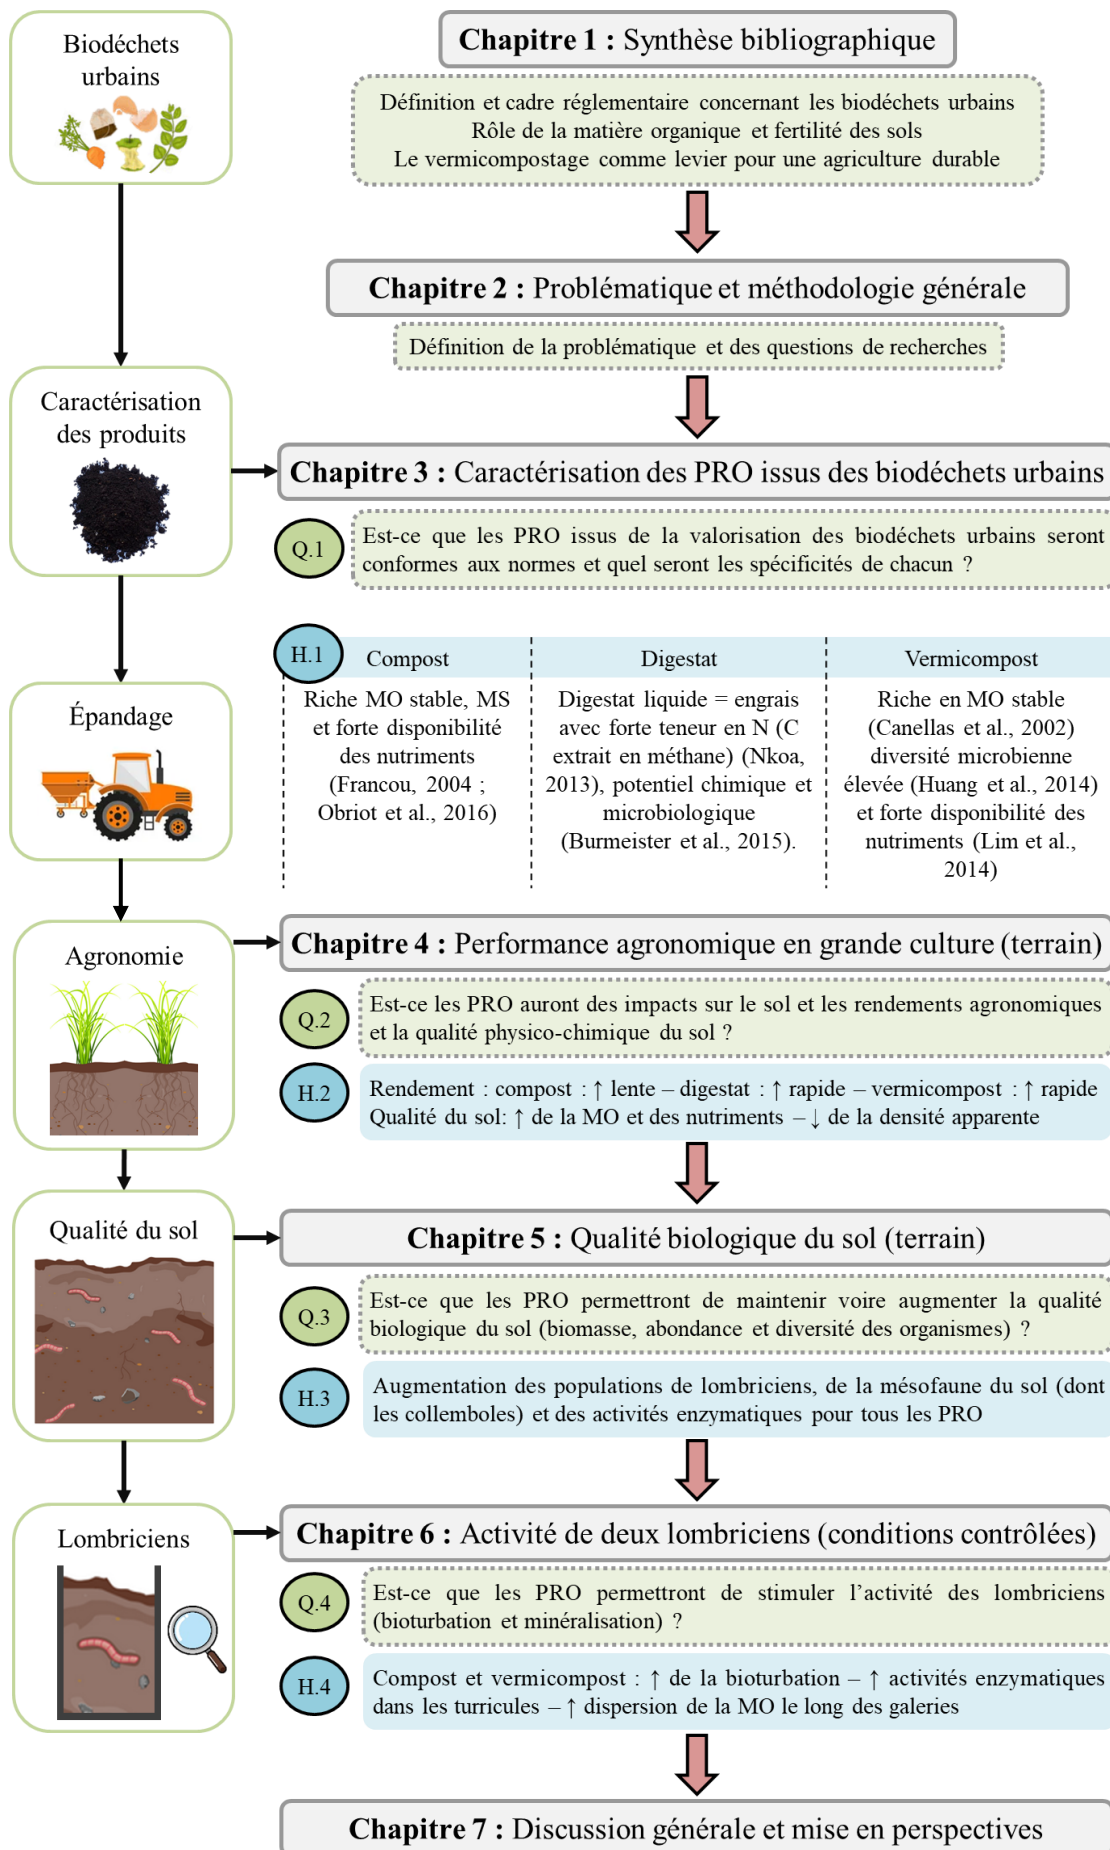 Biodéchets
urbains
Chapitre 1 : Synthèse bibliographique
Définition et cadre réglementaire concernant les biodéchets urbains
Rôle de la matière organique et fertilité des sols
Le vermicompostage comme levier pour une agriculture durable
Chapitre 2 : Problématique et méthodologie générale
Définition de la problématique et des questions de recherches
Caractérisation
des produits
Chapitre 3 : Caractérisation des PRO issus des biodéchets urbains
Q.1
Est-ce que les PRO issus de la valorisation des biodéchets urbains seront
conformes aux normes et quel seront les spécificités de chacun ?
H.1
Compost
Riche MO stable, MS
et forte disponibilité
des nutriments
(Francou, 2004 ;
Obriot et al., 2016)
Digestat
Digestat liquide = engrais
avec forte teneur en N (C
extrait en méthane) (Nkoa,
2013), potentiel chimique et
microbiologique
(Burmeister et al., 2015).
Vermicompost
Riche en MO stable
(Canellas et al., 2002)
diversité microbienne
élevée (Huang et al., 2014)
et forte disponibilité des
nutriments (Lim et al.,
2014)
Épandage
Agronomie
Chapitre 4 : Performance agronomique en grande culture (terrain)
Q.2
Est-ce les PRO auront des impacts sur le sol et les rendements agronomiques
et la qualité physico-chimique du sol ?
H.2
Rendement : compost : ↑ lente – digestat : ↑ rapide – vermicompost : ↑ rapide
Qualité du sol: ↑ de la MO et des nutriments – ↓ de la densité apparente
Qualité du sol
Chapitre 5 : Qualité biologique du sol (terrain)
Q.3
Est-ce que les PRO permettront de maintenir voire augmenter la qualité
biologique du sol (biomasse, abondance et diversité des organismes) ?
H.3
Augmentation des populations de lombriciens, de la mésofaune du sol (dont
les collemboles) et des activités enzymatiques pour tous les PRO
Lombriciens
Chapitre 6 : Activité de deux lombriciens (conditions contrôlées)
Q.4
Est-ce que les PRO permettront de stimuler l’activité des lombriciens
(bioturbation et minéralisation) ?
H.4
Compost et vermicompost : ↑ de la bioturbation – ↑ activités enzymatiques
dans les turricules – ↑ dispersion de la MO le long des galeries
Chapitre 7 : Discussion générale et mise en perspectives